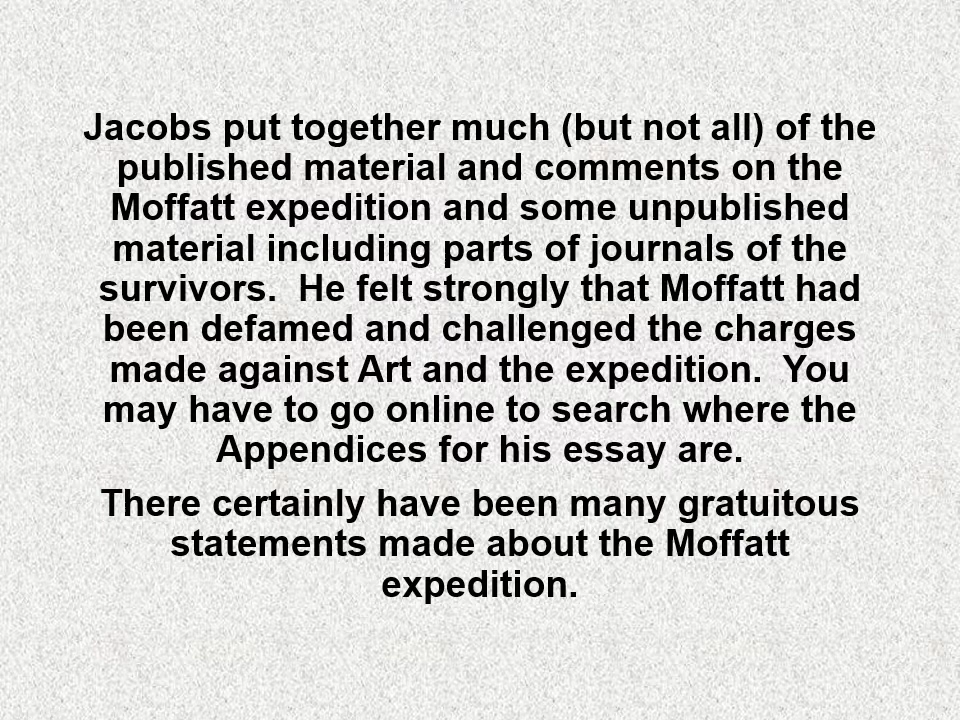 Jacobs put together much (but not all) of the
published material and comments on the
Moffatt expedition and some unpublished
material including parts of journals of the
survivors.  He felt strongly that Moffatt had
been defamed and challenged the charges
made against Art and the expedition.  You
may have to go online to search where the
Appendices for his essay are.
There certainly have been many gratuitous
statements made about the Moffatt
expedition.